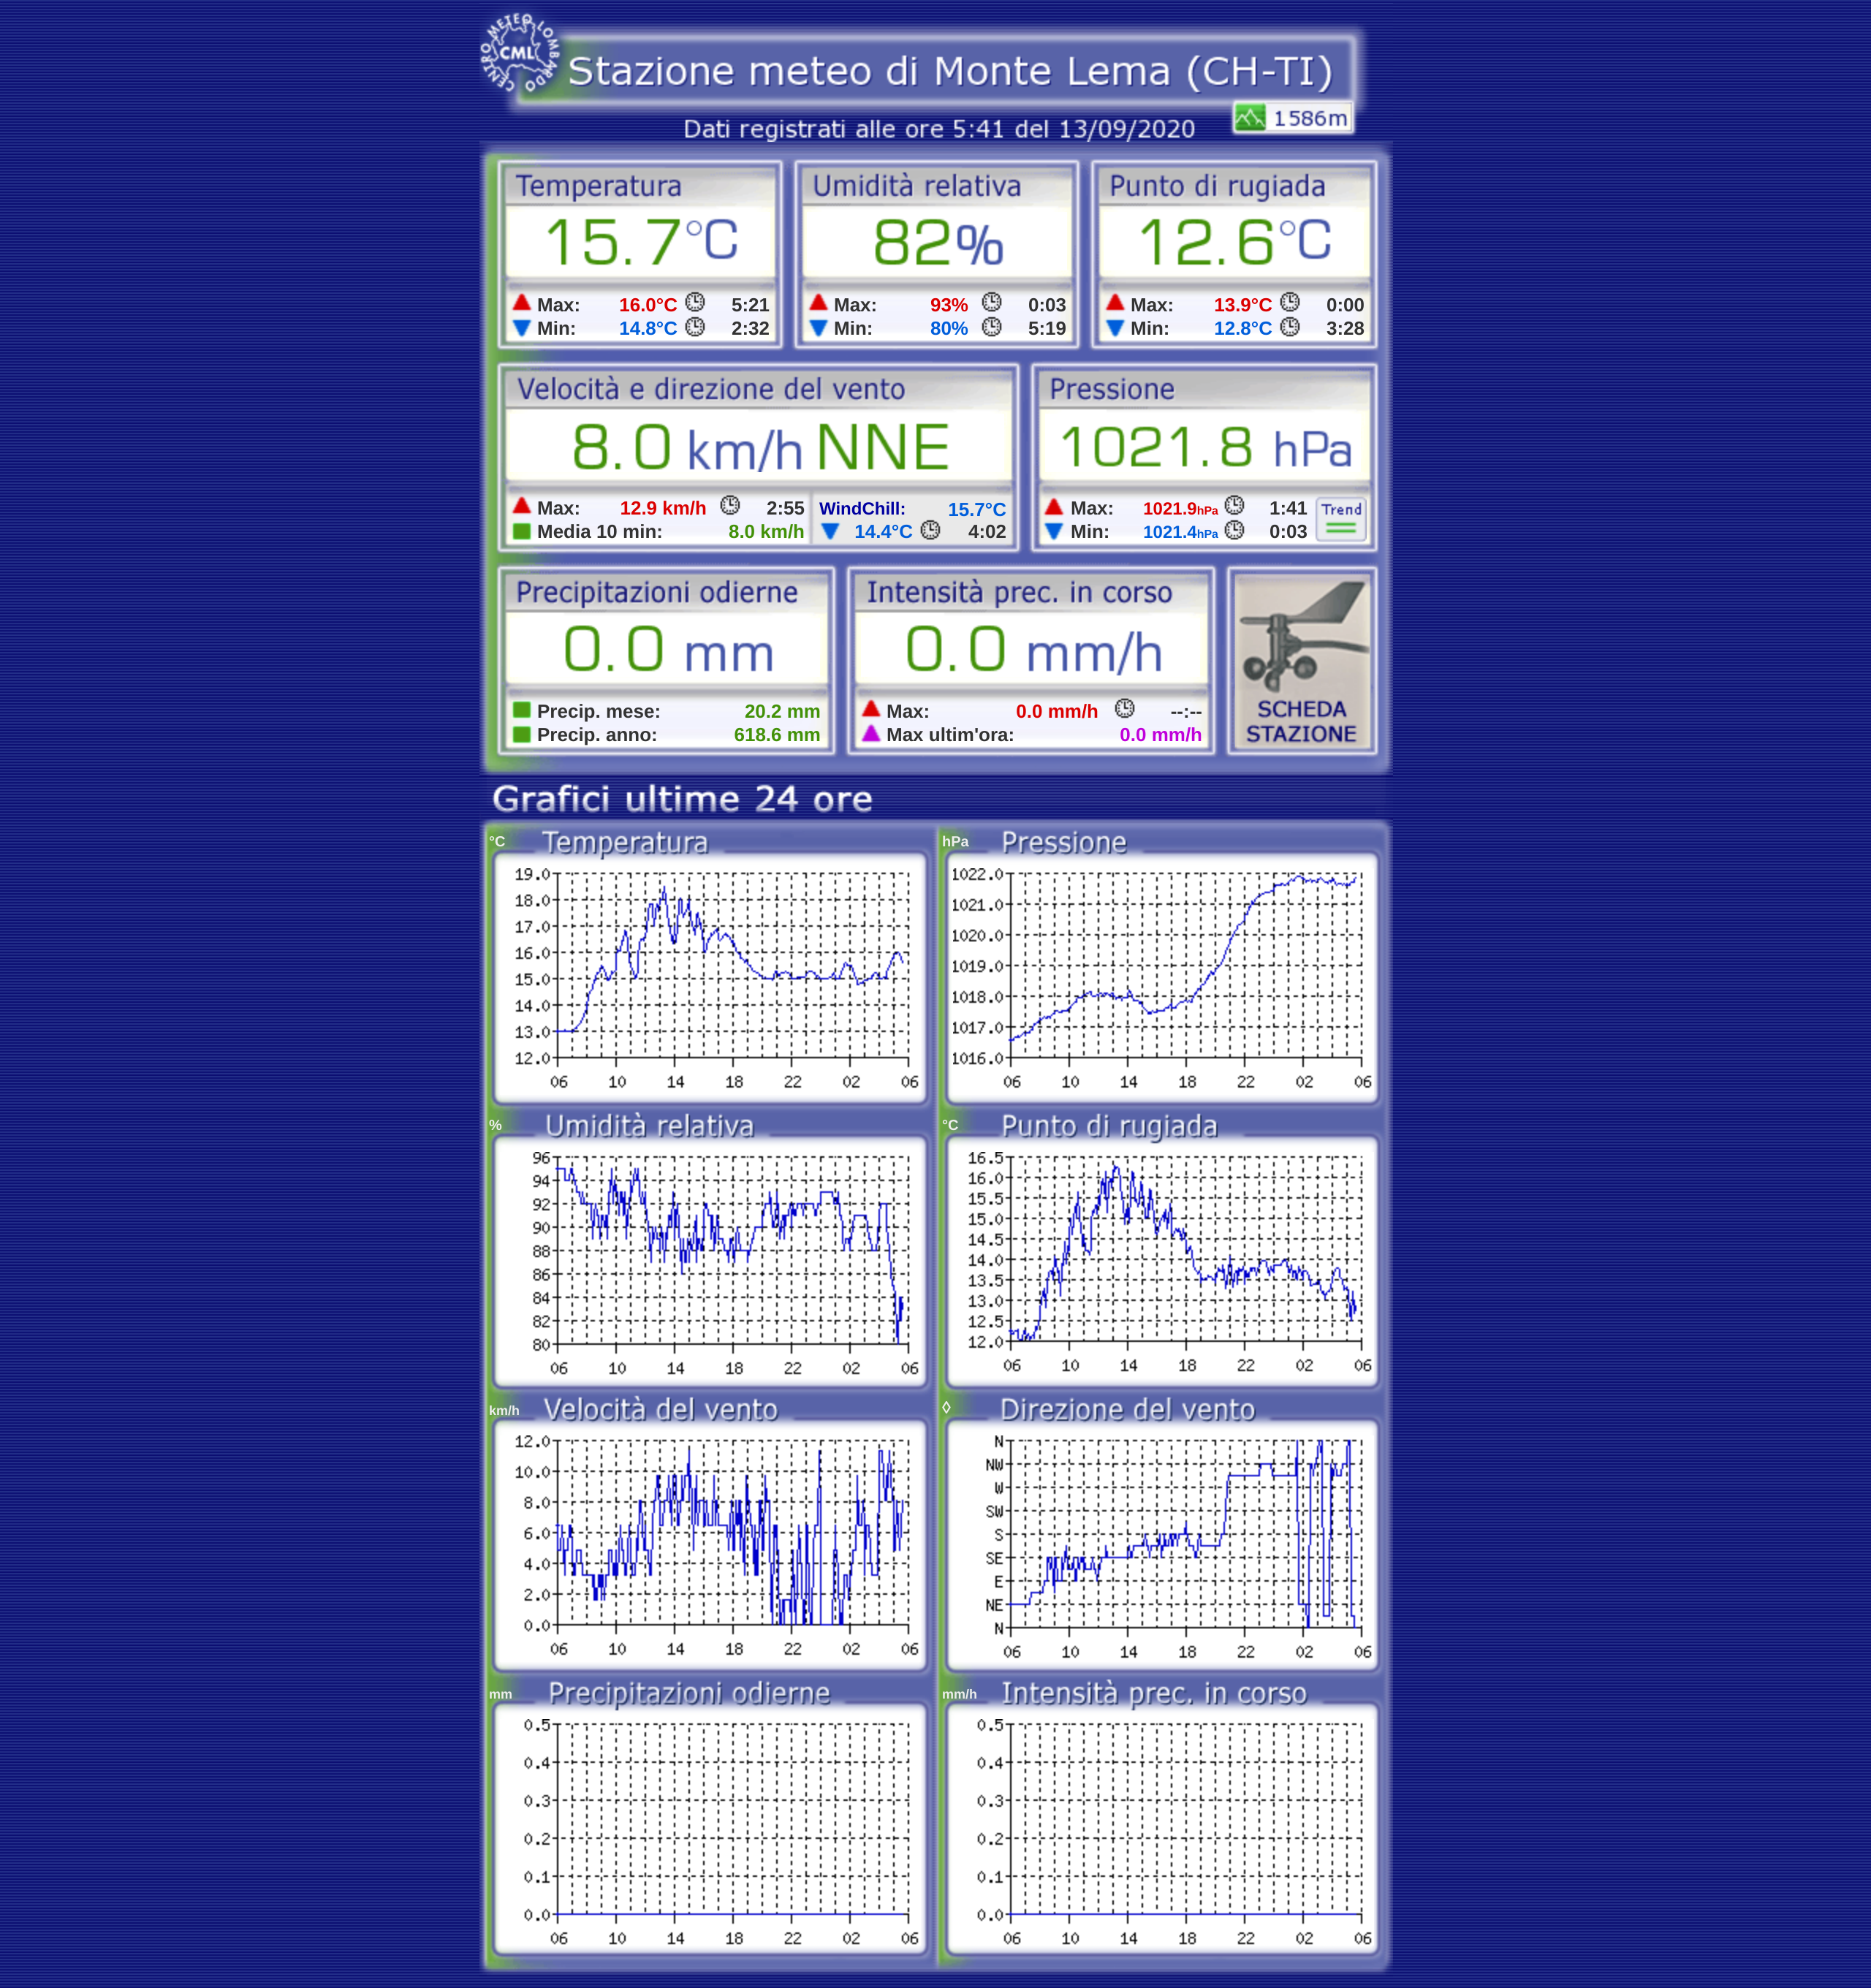 CENTRO METEO LOMBARDO
CML
Stazione meteo di Monte Lema (CH-TI)
1586m
Dati registrati alle ore 5:41 del 13/09/2020
Temperatura
15.7°C
Max: 16.0°C 5:21
Min: 14.8°C 2:32
Umidità relativa
82%
Max: 93% 0:03
Min: 80% 5:19
Punto di rugiada
12.6°C
Max: 13.9°C 0:00
Min: 12.8°C 3:28
Velocità e direzione del vento
8.0 km/h NNE
Max: 12.9 km/h 2:55
Media 10 min: 8.0 km/h
WindChill: 15.7°C
14.4°C 4:02
Pressione
1021.8 hPa
Max: 1021.9hPa 1:41
Min: 1021.4hPa 0:03
Trend
Precipitazioni odierne
0.0 mm
Precip. mese: 20.2 mm
Precip. anno: 618.6 mm
Intensità prec. in corso
0.0 mm/h
Max: 0.0 mm/h --:--
Max ultim'ora: 0.0 mm/h
SCHEDA
STAZIONE
Grafici ultime 24 ore
°C Temperatura
19.0
18.0
17.0
16.0
15.0
14.0
13.0
12.0
06 10 14 18 22 02 06
hPa Pressione
1022.0
1021.0
1020.0
1019.0
1018.0
1017.0
1016.0
06 10 14 18 22 02 06
% Umidità relativa
96
94
92
90
88
86
84
82
80
06 10 14 18 22 02 06
°C Punto di rugiada
16.5
16.0
15.5
15.0
14.5
14.0
13.5
13.0
12.5
12.0
06 10 14 18 22 02 06
km/h Velocità del vento
12.0
10.0
8.0
6.0
4.0
2.0
0.0
06 10 14 18 22 02 06
◊ Direzione del vento
N
NW
W
SW
S
SE
E
NE
N
06 10 14 18 22 02 06
mm Precipitazioni odierne
0.5
0.4
0.3
0.2
0.1
0.0
06 10 14 18 22 02 06
mm/h Intensità prec. in corso
0.5
0.4
0.3
0.2
0.1
0.0
06 10 14 18 22 02 06